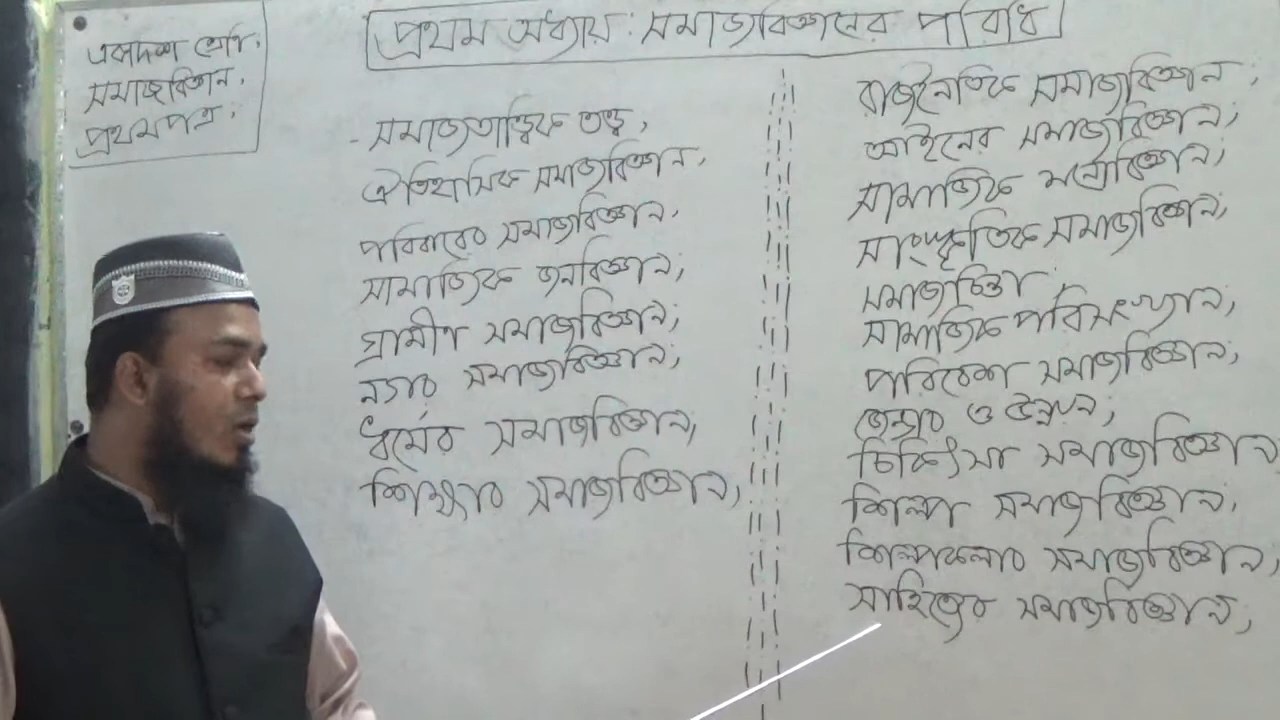 একাদশ শ্রেণি,
সমাজবিজ্ঞান,
প্রথমপত্র,
প্রথম অধ্যায়: সমাজবিজ্ঞানের পরিধি
- সমাজতাত্ত্বিক তত্ত্ব,
ঐতিহাসিক সমাজবিজ্ঞান,
পরিবারের সমাজবিজ্ঞান,
সামাজিক জনবিজ্ঞান,
গ্রামীণ সমাজবিজ্ঞান,
নগর সমাজবিজ্ঞান,
ধর্মের সমাজবিজ্ঞান,
শিক্ষার সমাজবিজ্ঞান,
রাজনৈতিক সমাজবিজ্ঞান,
আইনের সমাজবিজ্ঞান,
সামাজিক মনোবিজ্ঞান,
সাংস্কৃতিক সমাজবিজ্ঞান,
সমাজচিন্তা,
সামাজিক পরিসংখ্যান,
পরিবেশ সমাজবিজ্ঞান,
জেন্ডার ও উন্নয়ন,
চিকিৎসা সমাজবিজ্ঞান
শিল্প সমাজবিজ্ঞান,
শিল্পকলার সমাজবিজ্ঞান,
সাহিত্যের সমাজবিজ্ঞান,